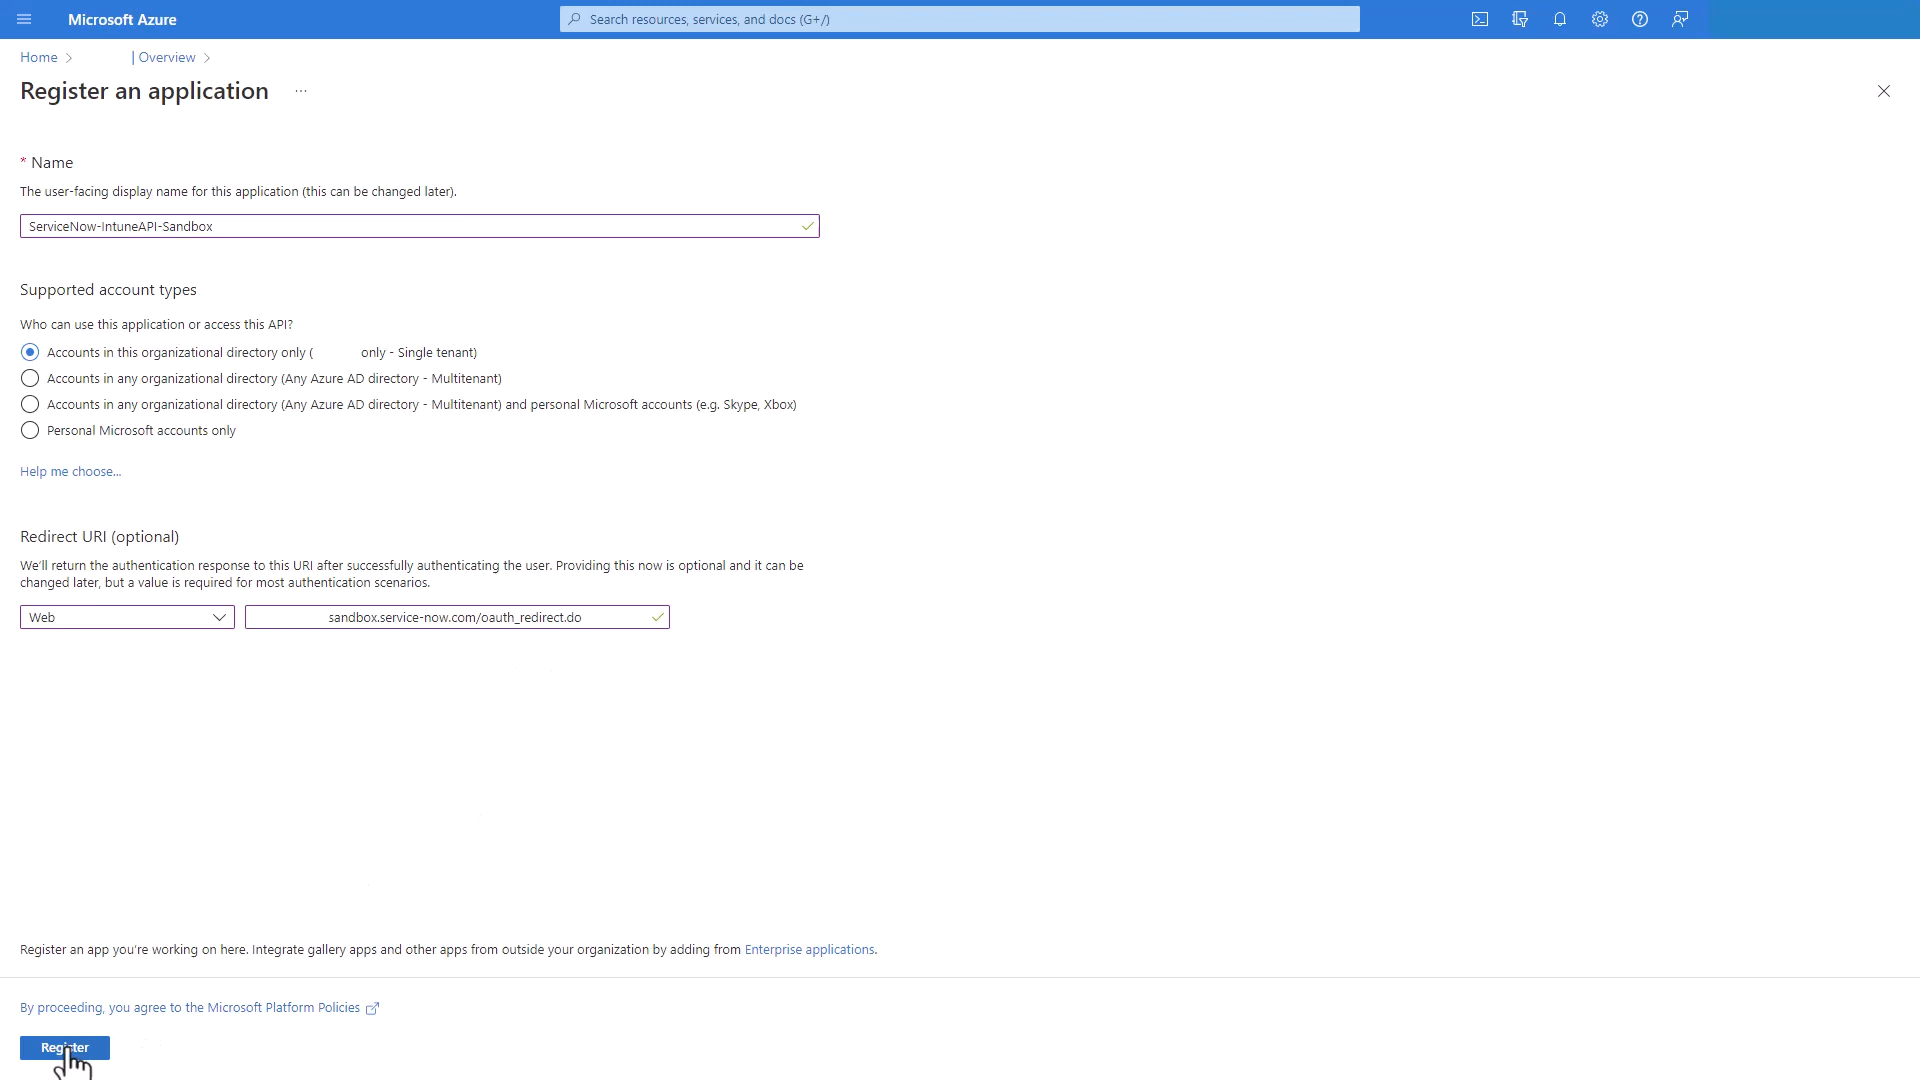 Microsoft Azure
Search resources, services, and docs (G+/)
Home
| Overview
Register an application
...
* Name
The user-facing display name for this application (this can be changed later).
ServiceNow-IntuneAPI-Sandbox
Supported account types
Who can use this application or access this API?
Accounts in this organizational directory only ( only - Single tenant)
Accounts in any organizational directory (Any Azure AD directory - Multitenant)
Accounts in any organizational directory (Any Azure AD directory - Multitenant) and personal Microsoft accounts (e.g. Skype, Xbox)
Personal Microsoft accounts only
Help me choose...
Redirect URI (optional)
We'll return the authentication response to this URI after successfully authenticating the user. Providing this now is optional and it can be
changed later, but a value is required for most authentication scenarios.
Web
sandbox.service-now.com/oauth_redirect.do
Register an app you're working on here. Integrate gallery apps and other apps from outside your organization by adding from Enterprise applications.
By proceeding, you agree to the Microsoft Platform Policies
Register